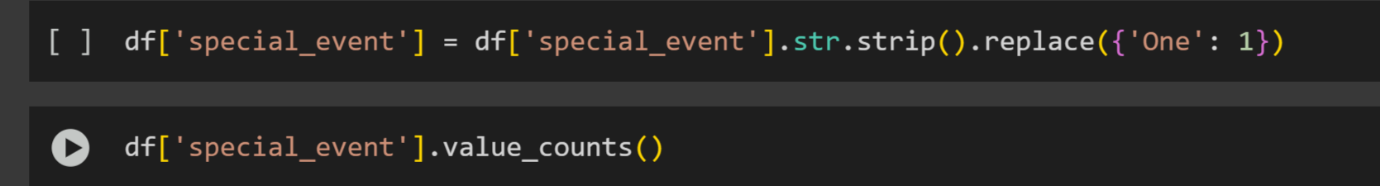 [ ] df['special_event'] = df['special_event'].str.strip().replace({'One': 1})
df['special_event'].value_counts()